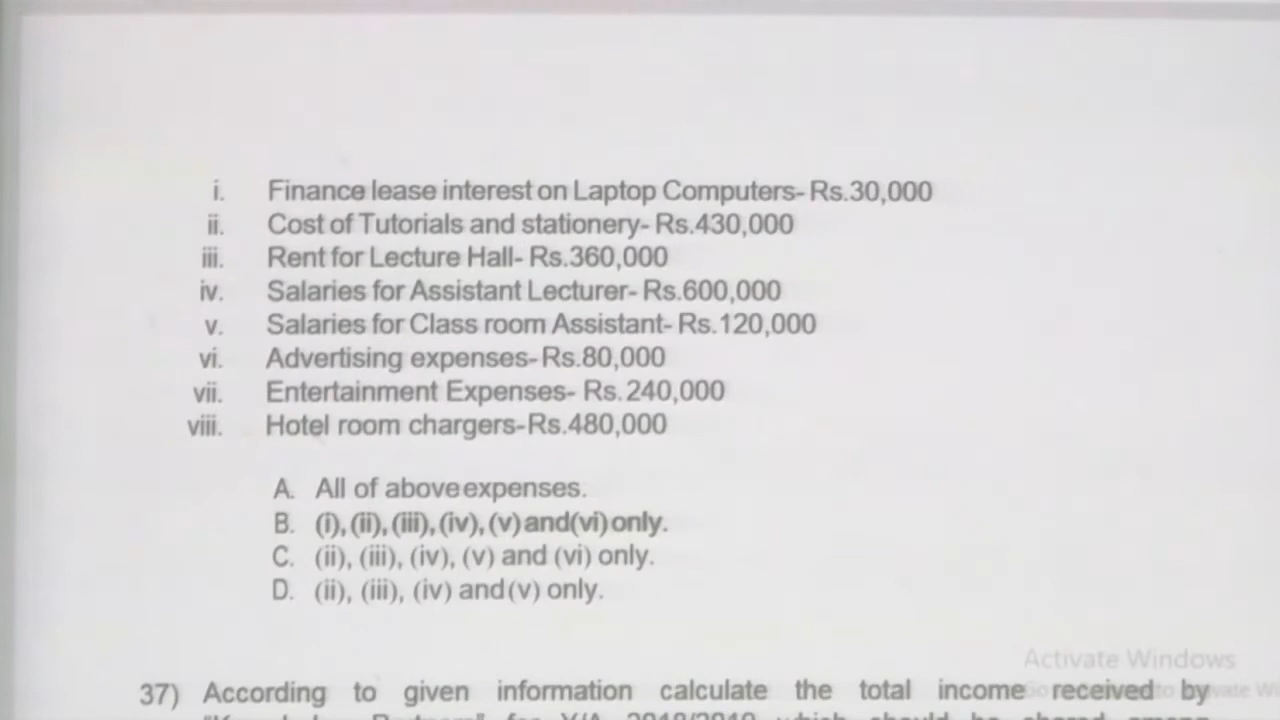 i. Finance lease interest on Laptop Computers- Rs.30,000
ii. Cost of Tutorials and stationery- Rs.430,000
iii. Rent for Lecture Hall- Rs.360,000
iv. Salaries for Assistant Lecturer- Rs.600,000
v. Salaries for Class room Assistant- Rs.120,000
vi. Advertising expenses- Rs.80,000
vii. Entertainment Expenses- Rs.240,000
viii. Hotel room chargers-Rs.480,000
A. All of above expenses.
B. (i), (ii), (iii), (iv), (v) and(vi) only.
C. (ii), (iii), (iv), (v) and (vi) only.
D. (ii), (iii), (iv) and (v) only.
Activate Windows
37) According to given information calculate the total income received by